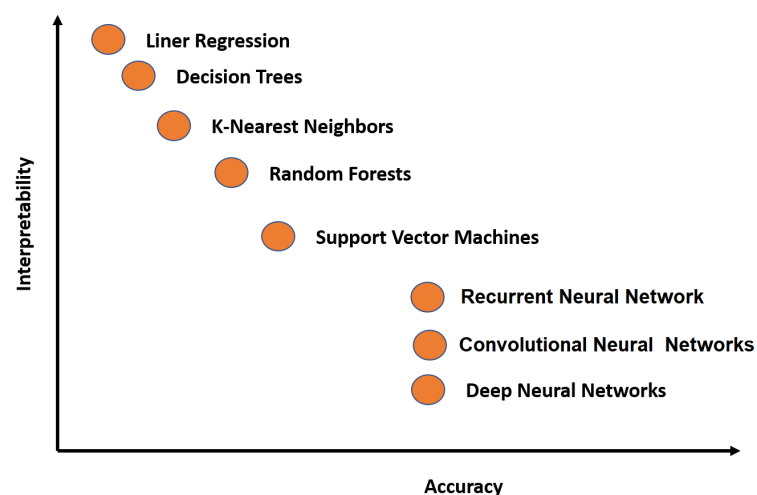 Liner Regression
Decision Trees
K-Nearest Neighbors
Random Forests
Support Vector Machines
Interpretability
Recurrent Neural Network
Convolutional Neural  Networks
Deep Neural Networks
Accuracy